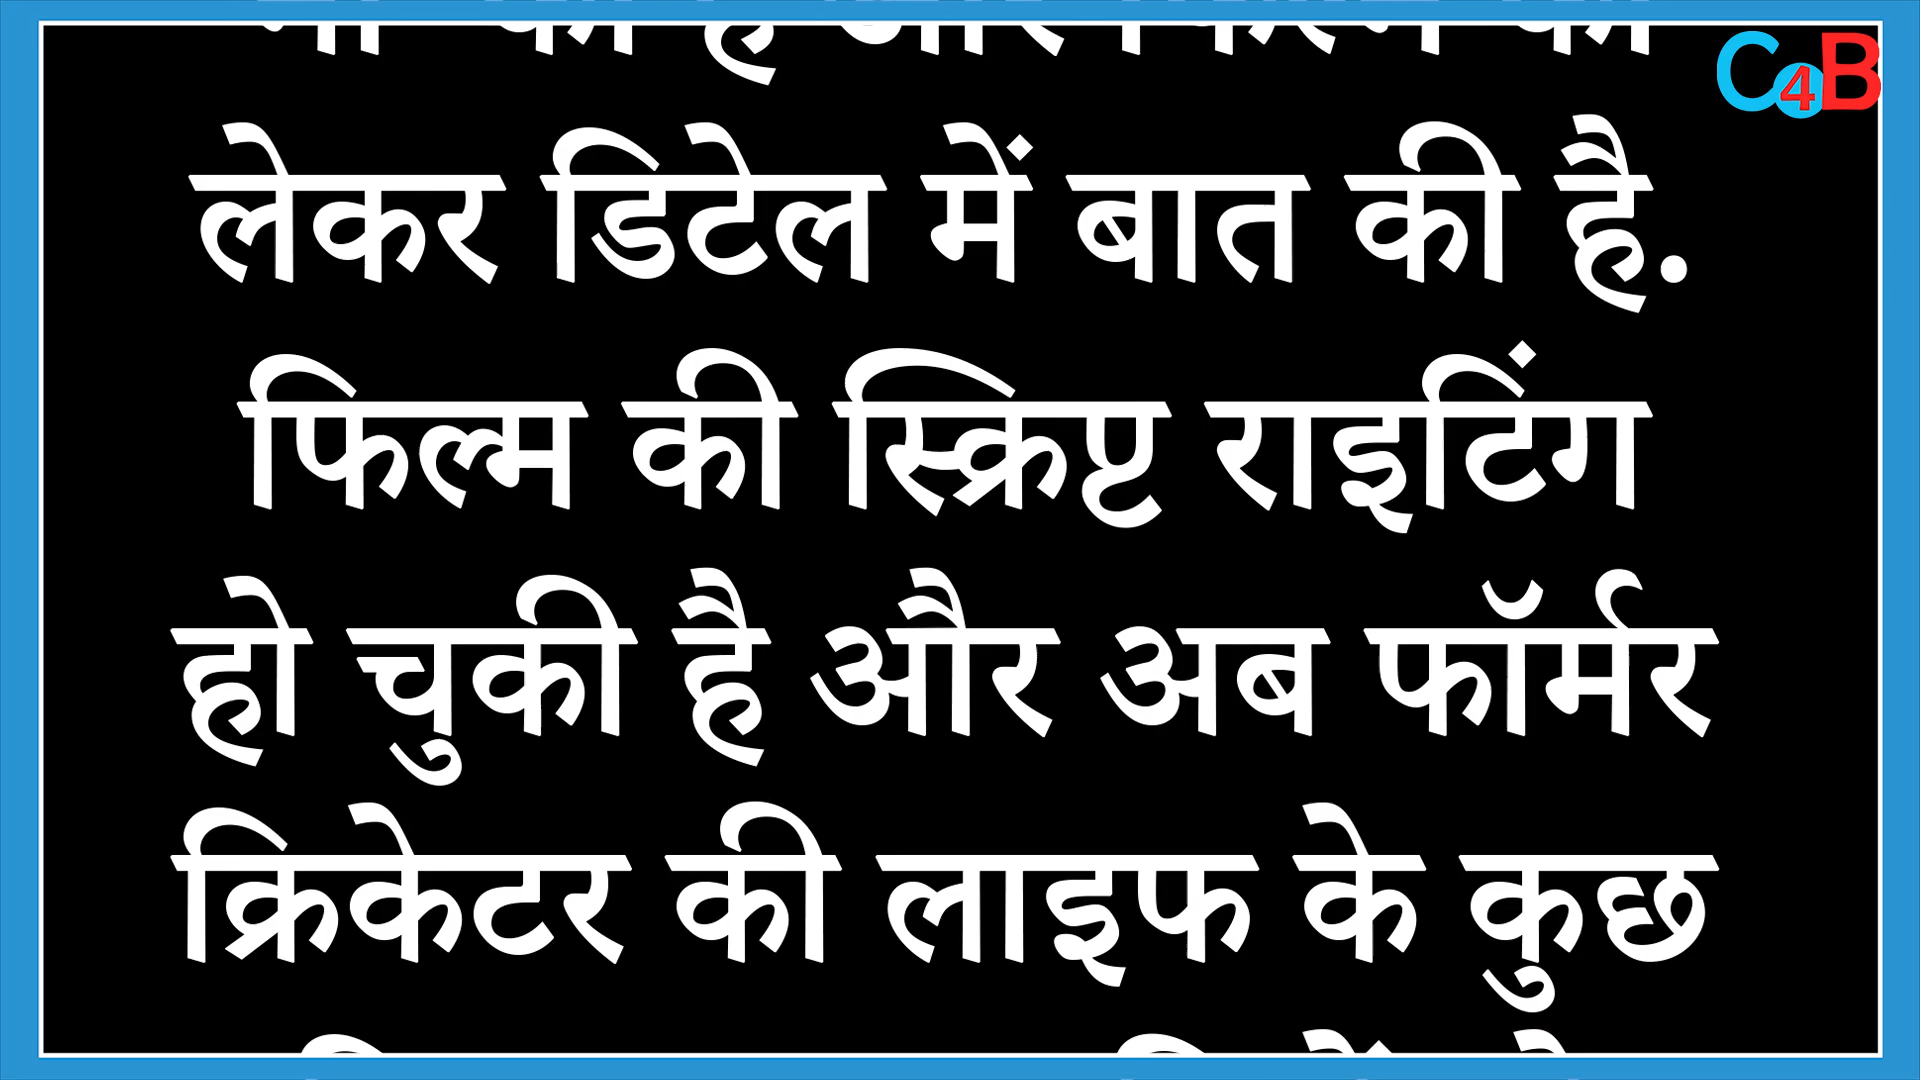 C4B
लेकर डिटेल में बात की है.
फिल्म की स्क्रिप्ट राइटिंग
हो चुकी है और अब फॉर्मर
क्रिकेटर की लाइफ के कुछ